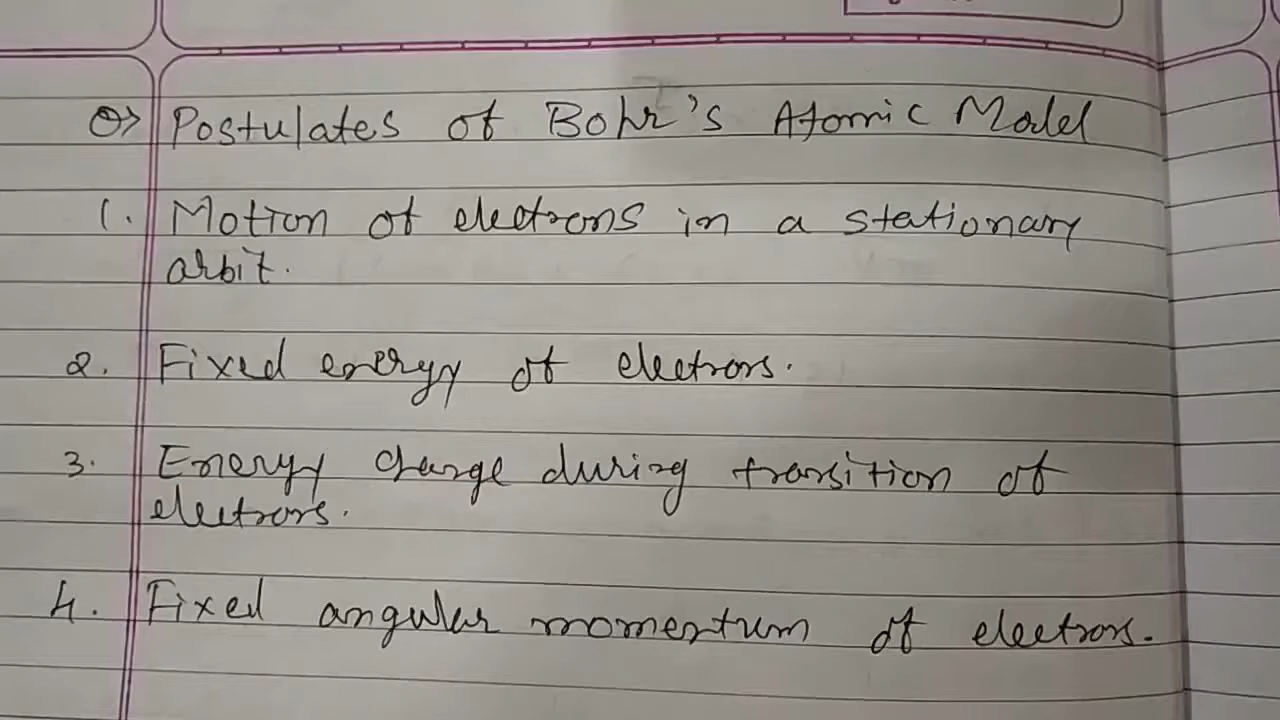 Q> Postulates of Bohr's Atomic Model
1. Motion of electrons in a stationary
orbit.
2. Fixed energy of electrons.
3. Energy change during transition of
electrons.
4. Fixed angular momentum of electrons.